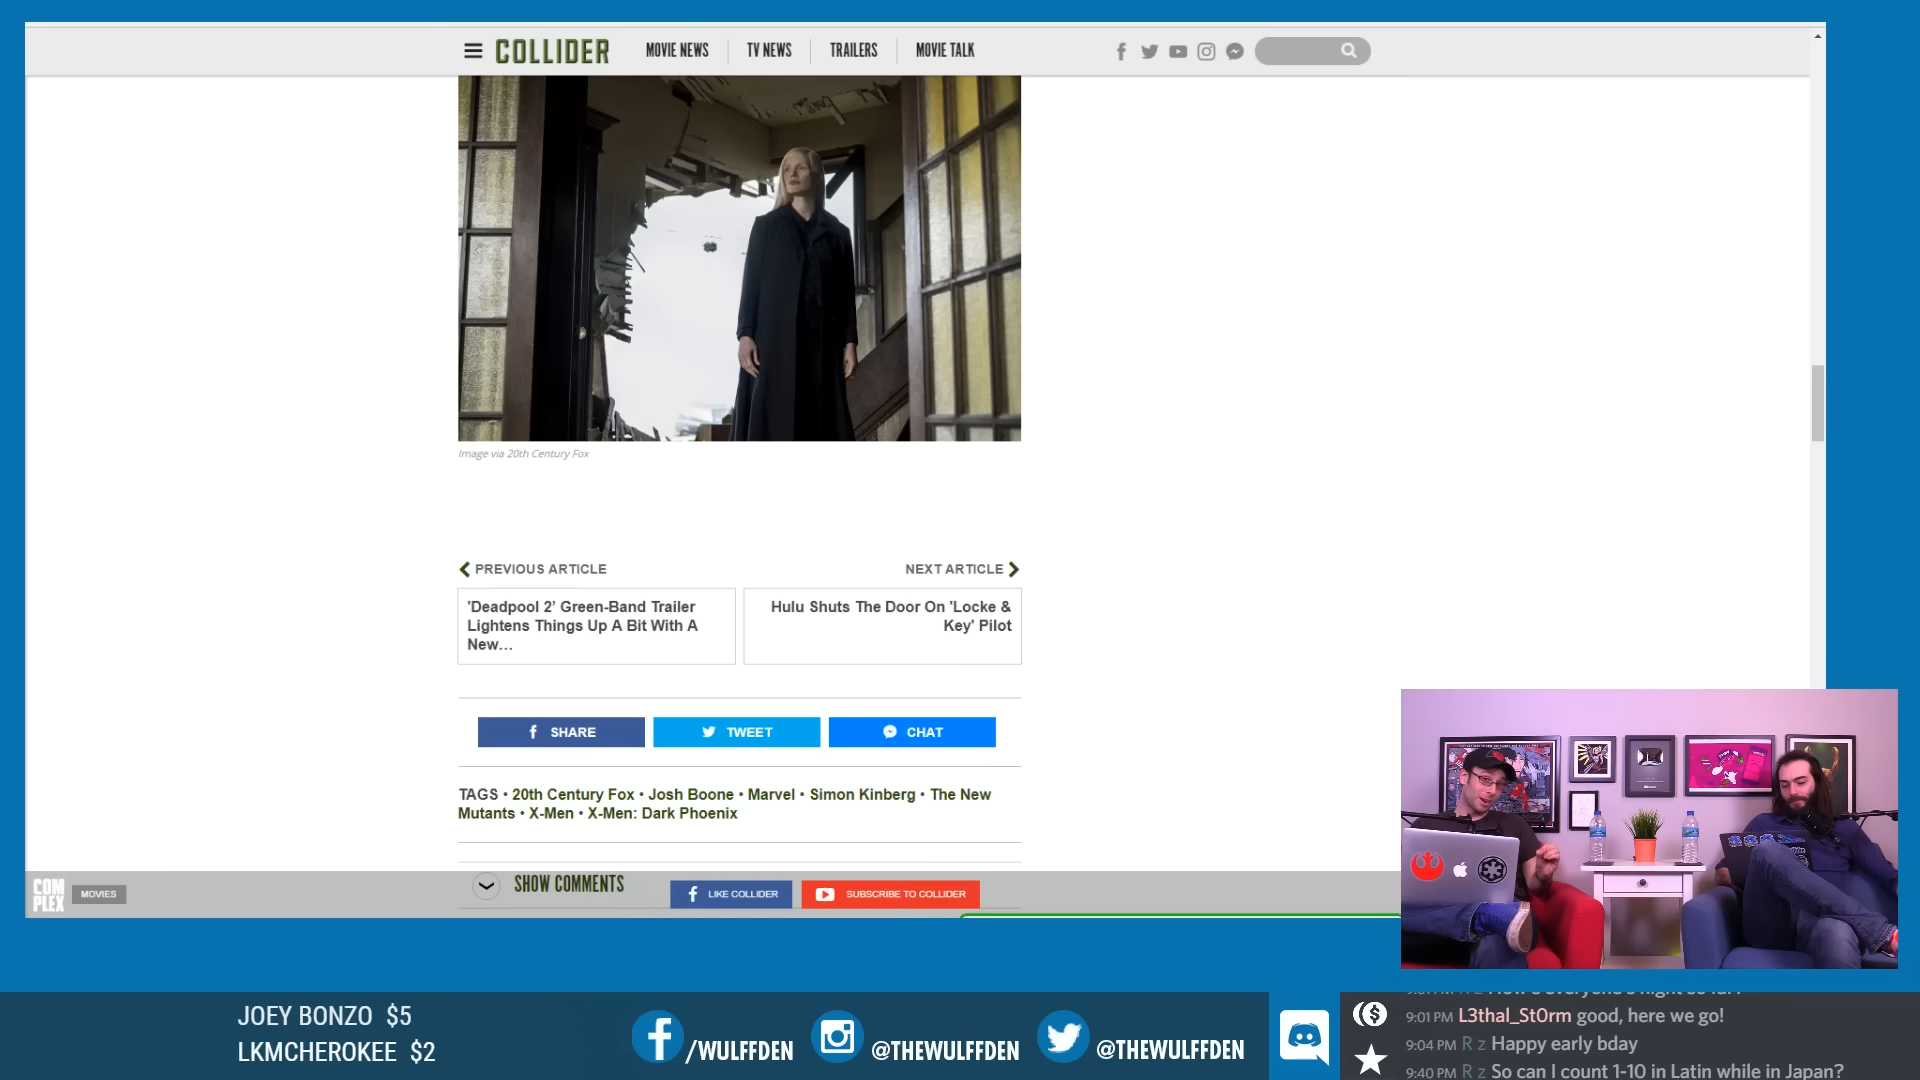 COLLIDER MOVIE NEWS TV NEWS TRAILERS MOVIE TALK
Image via 20th Century Fox
PREVIOUS ARTICLE NEXT ARTICLE
'Deadpool 2' Green-Band Trailer
Lightens Things Up A Bit With A
New...
Hulu Shuts The Door On 'Locke &
Key' Pilot
SHARE TWEET CHAT
TAGS • 20th Century Fox • Josh Boone • Marvel • Simon Kinberg • The New
Mutants • X-Men • X-Men: Dark Phoenix
COM
PLEX
MOVIES
SHOW COMMENTS
LIKE COLLIDER
SUBSCRIBE TO COLLIDER
JOEY BONZO $5
LKMCHEROKEE $2
/WULFFDEN
@THEWULFFDEN
@THEWULFFDEN
9:01 PM L3thal_St0rm good, here we go!
9:04 PM R z Happy early bday
9:40 PM R z So can I count 1-10 in Latin while in Japan?